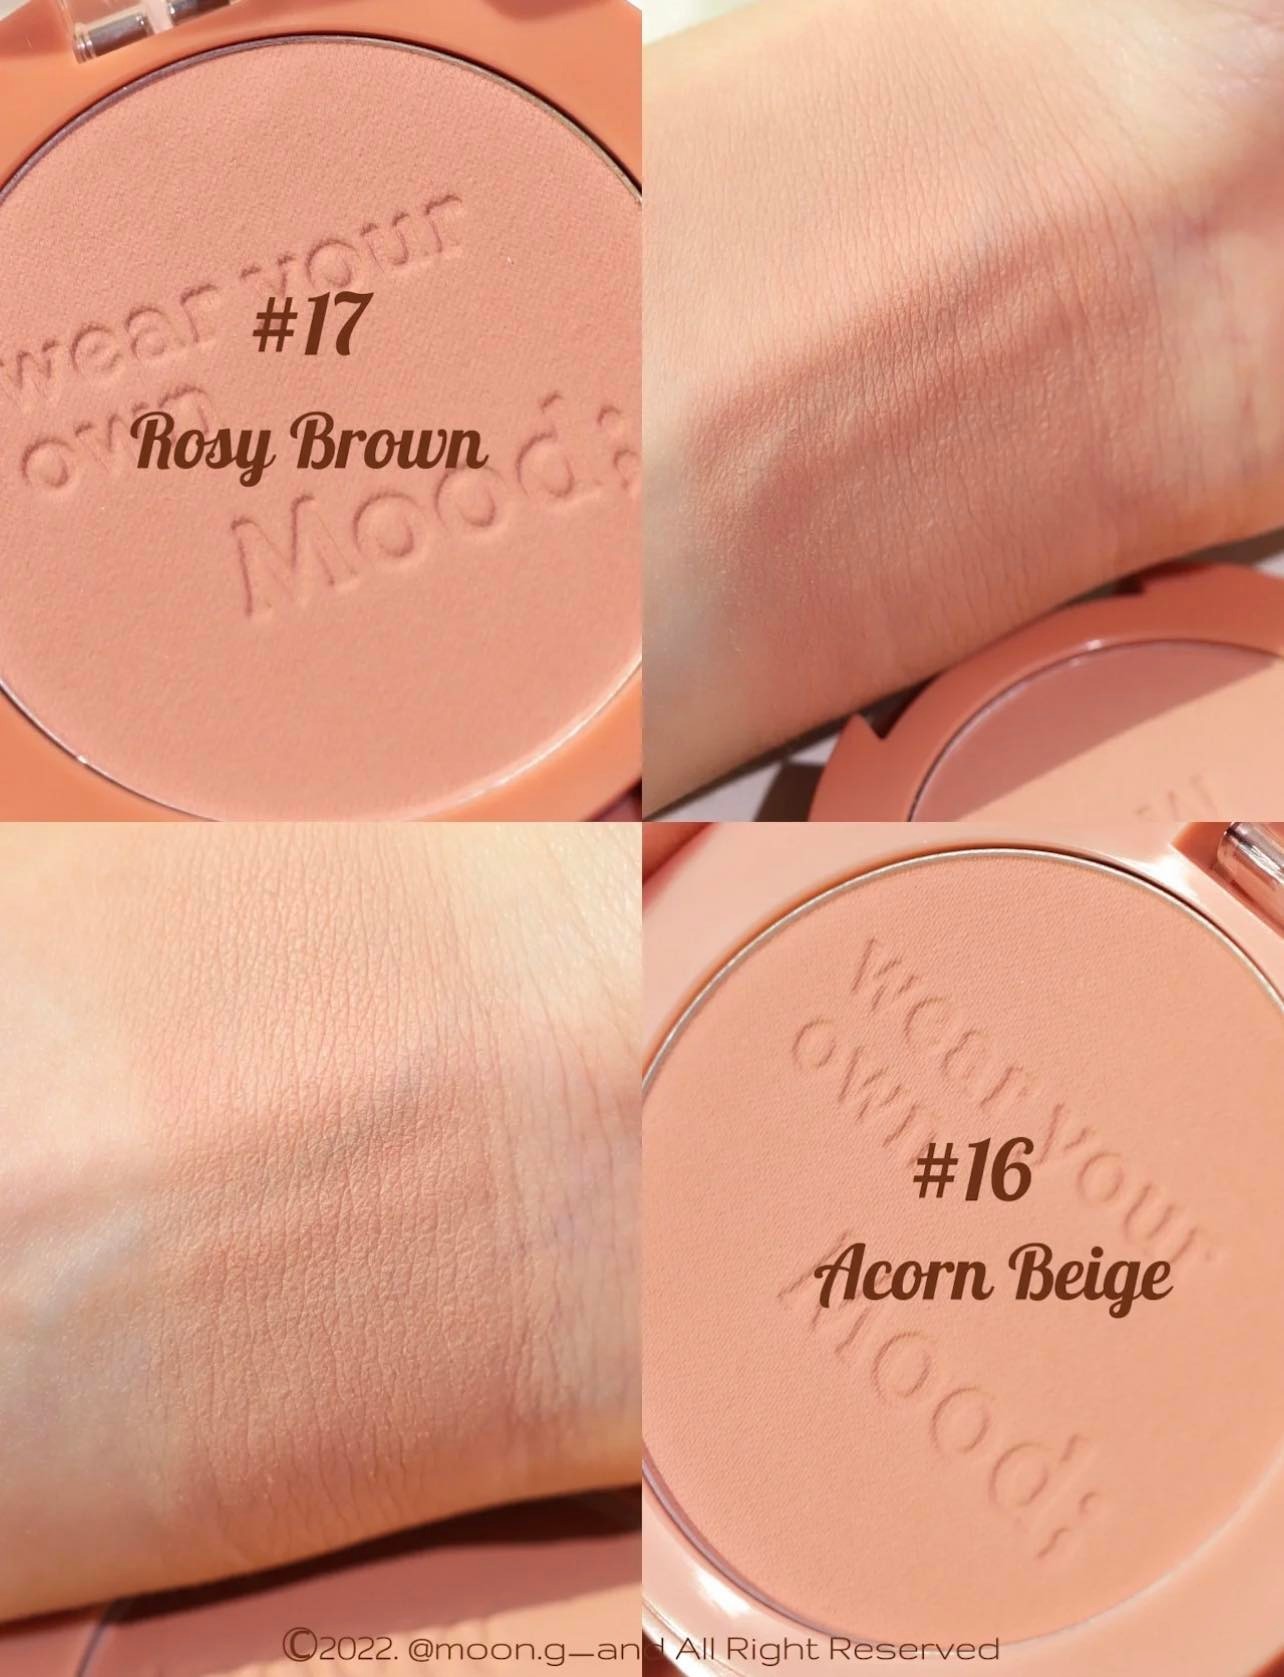 wear your
#17
own
Rosy Brown
Mood:
w
wear your
own
#16
Acorn Beige
Mood:
©2022. @moon.g_and All Right Reserved